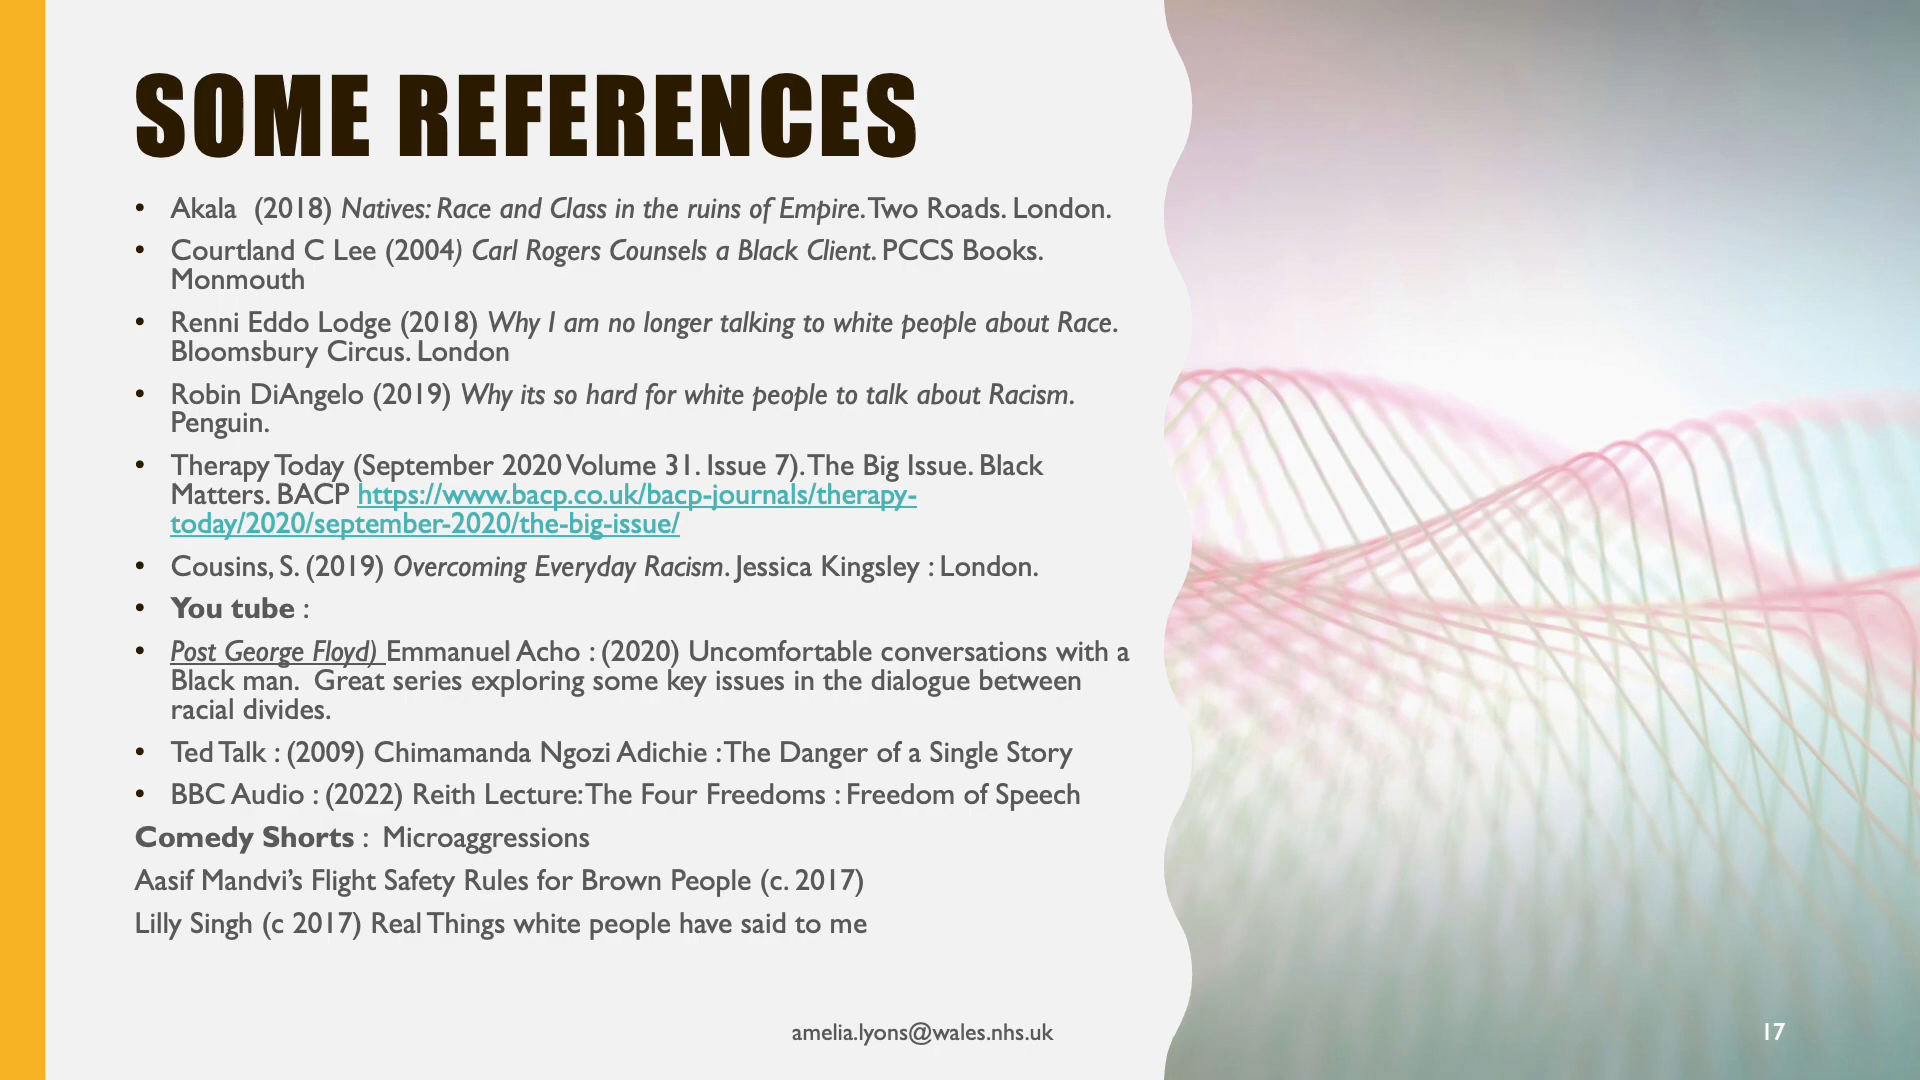 SOME REFERENCES
• Akala  (2018) Natives: Race and Class in the ruins of Empire. Two Roads. London.
• Courtland C Lee (2004) Carl Rogers Counsels a Black Client. PCCS Books.
Monmouth
• Renni Eddo Lodge (2018) Why I am no longer talking to white people about Race.
Bloomsbury Circus. London
• Robin DiAngelo (2019) Why its so hard for white people to talk about Racism.
Penguin.
• Therapy Today (September 2020 Volume 31. Issue 7). The Big Issue. Black
Matters. BACP https://www.bacp.co.uk/bacp-journals/therapy-
today/2020/september-2020/the-big-issue/
• Cousins, S. (2019) Overcoming Everyday Racism. Jessica Kingsley : London.
• You tube :
• Post George Floyd) Emmanuel Acho : (2020) Uncomfortable conversations with a
Black man.  Great series exploring some key issues in the dialogue between
racial divides.
• Ted Talk : (2009) Chimamanda Ngozi Adichie : The Danger of a Single Story
• BBC Audio : (2022) Reith Lecture: The Four Freedoms : Freedom of Speech
Comedy Shorts :  Microaggressions
Aasif Mandvi’s Flight Safety Rules for Brown People (c. 2017)
Lilly Singh (c 2017) Real Things white people have said to me
amelia.lyons@wales.nhs.uk
17